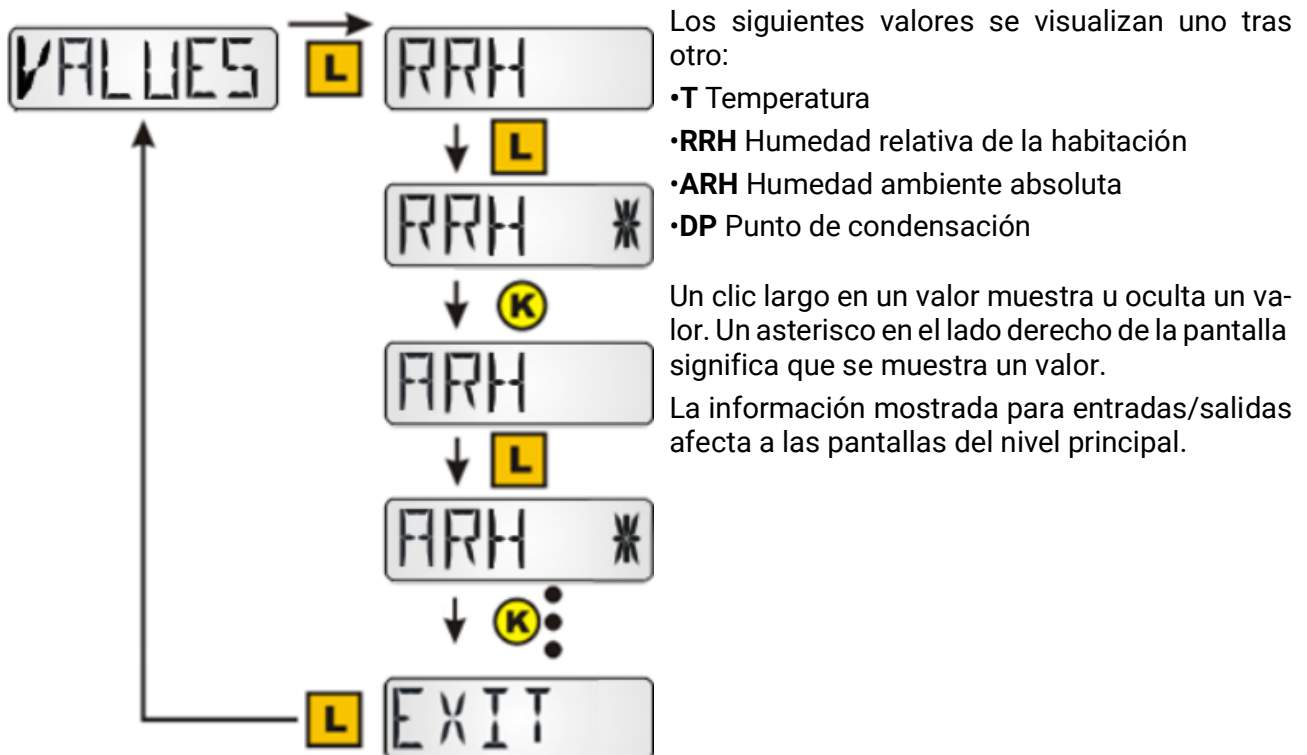 VALUES
L
RRH
L
RRH *
K
ARH
L
ARH *
K
L
EXIT
Los siguientes valores se visualizan uno tras
otro:
•T Temperatura
•RRH Humedad relativa de la habitación
•ARH Humedad ambiente absoluta
•DP Punto de condensación
Un clic largo en un valor muestra u oculta un va-
lor. Un asterisco en el lado derecho de la pantalla
significa que se muestra un valor.
La información mostrada para entradas/salidas
afecta a las pantallas del nivel principal.